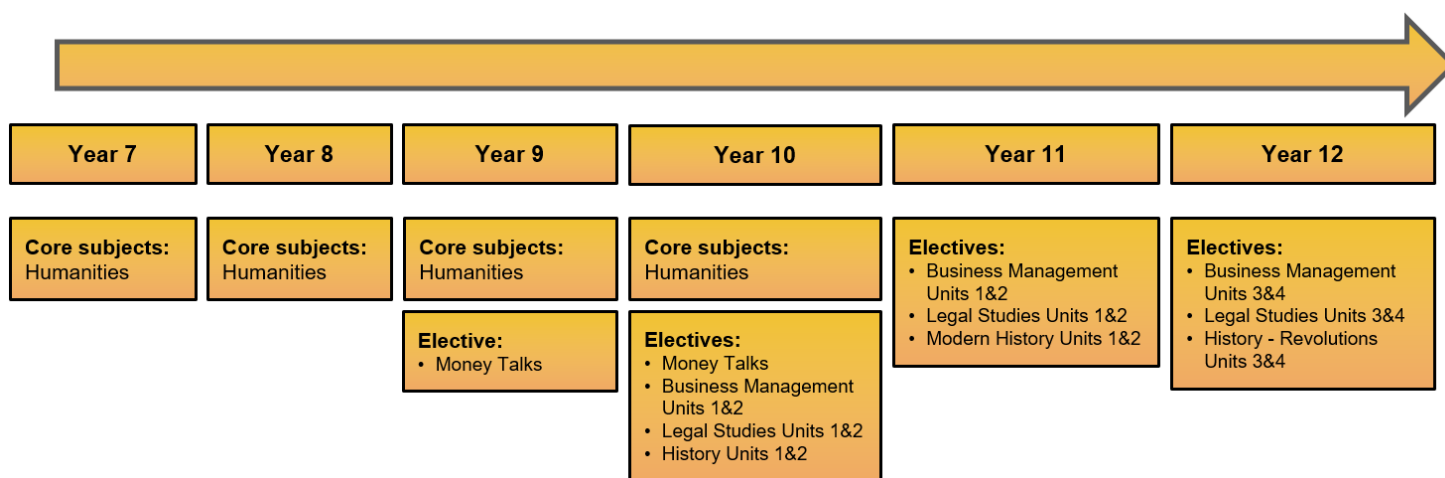 Year 7
Year 8
Year 9
Year 10
Year 11
Year 12
Core subjects:
Humanities
Core subjects:
Humanities
Core subjects:
Humanities
Elective:
• Money Talks
Core subjects:
Humanities
Electives:
• Money Talks
• Business Management
Units 1&2
• Legal Studies Units 1&2
• History Units 1&2
Electives:
• Business Management
Units 1&2
• Legal Studies Units 1&2
• Modern History Units 1&2
Electives:
• Business Management
Units 3&4
• Legal Studies Units 3&4
• History - Revolutions
Units 3&4